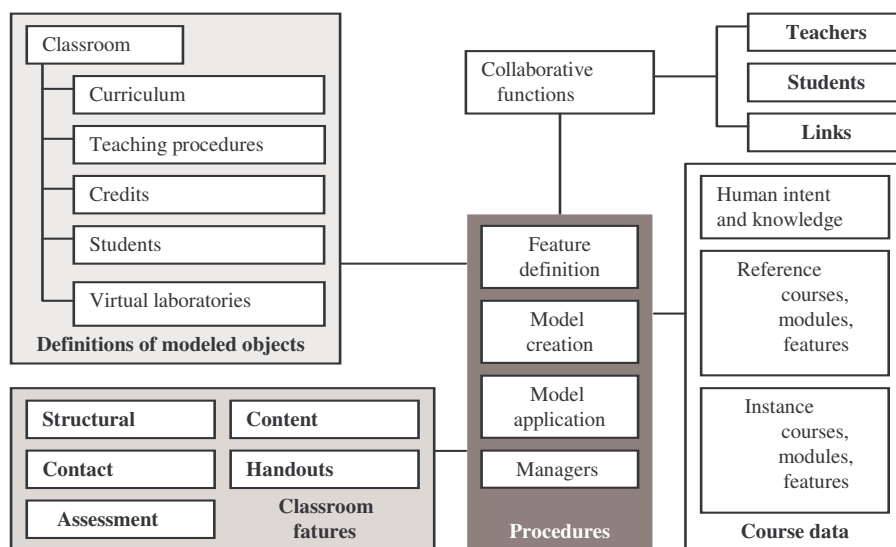 Classroom
Curriculum
Teaching procedures
Credits
Students
Virtual laboratories
Definitions of modeled objects
Structural
Content
Contact
Handouts
Assessment
Classroom
fatures
Collaborative
functions
Feature
definition
Model
creation
Model
application
Managers
Procedures
Teachers
Students
Links
Human intent
and knowledge
Reference
courses,
modules,
features
Instance
courses,
modules,
features
Course data